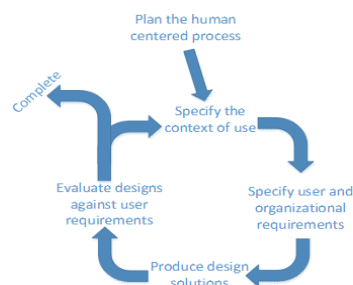 Plan the human
centered process
Complete
Specify the
context of use
Evaluate designs
against user
requirements
Specify user and
organizational
requirements
Produce design
solutions